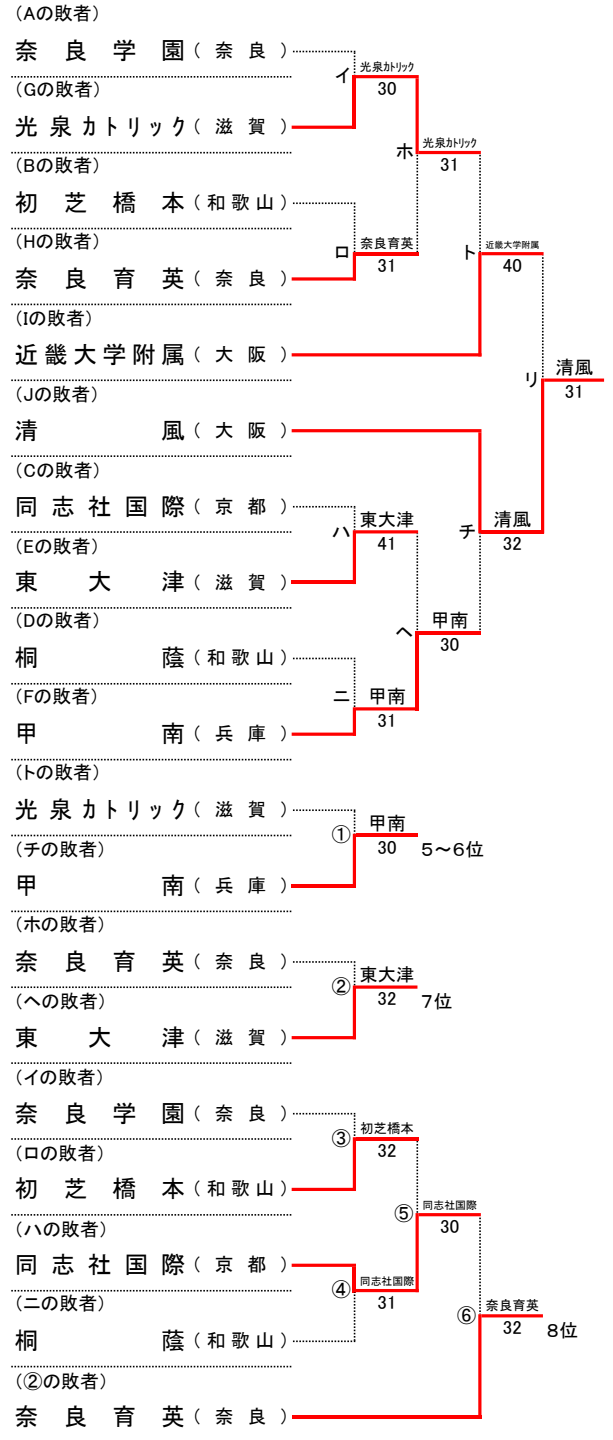 (Aの敗者)
奈良学園(奈良)
イ 光泉カトリック
30
(Gの敗者)
光泉カトリック(滋賀)
ホ 光泉カトリック
31
(Bの敗者)
初芝橋本(和歌山)
(Hの敗者)
ロ 奈良育英
31
ト 近畿大学附属
40
奈良育英(奈良)
(Iの敗者)
近畿大学附属(大阪)
リ 清風
31
(Jの敗者)
清風(大阪)
(Cの敗者)
同志社国際(京都)
ハ 東大津
41
チ 清風
32
(Eの敗者)
東大津(滋賀)
(Dの敗者)
ヘ 甲南
30
桐蔭(和歌山)
(Fの敗者)
ニ 甲南
31
甲南(兵庫)
(トの敗者)
光泉カトリック(滋賀)
① 甲南
30 5~6位
(チの敗者)
甲南(兵庫)
(ホの敗者)
奈良育英(奈良)
② 東大津
32 7位
(ヘの敗者)
東大津(滋賀)
(イの敗者)
奈良学園(奈良)
③ 初芝橋本
32
(ロの敗者)
初芝橋本(和歌山)
⑤ 同志社国際
30
(ハの敗者)
同志社国際(京都)
④ 同志社国際
31
(ニの敗者)
⑥ 奈良育英
32 8位
桐蔭(和歌山)
(②の敗者)
奈良育英(奈良)